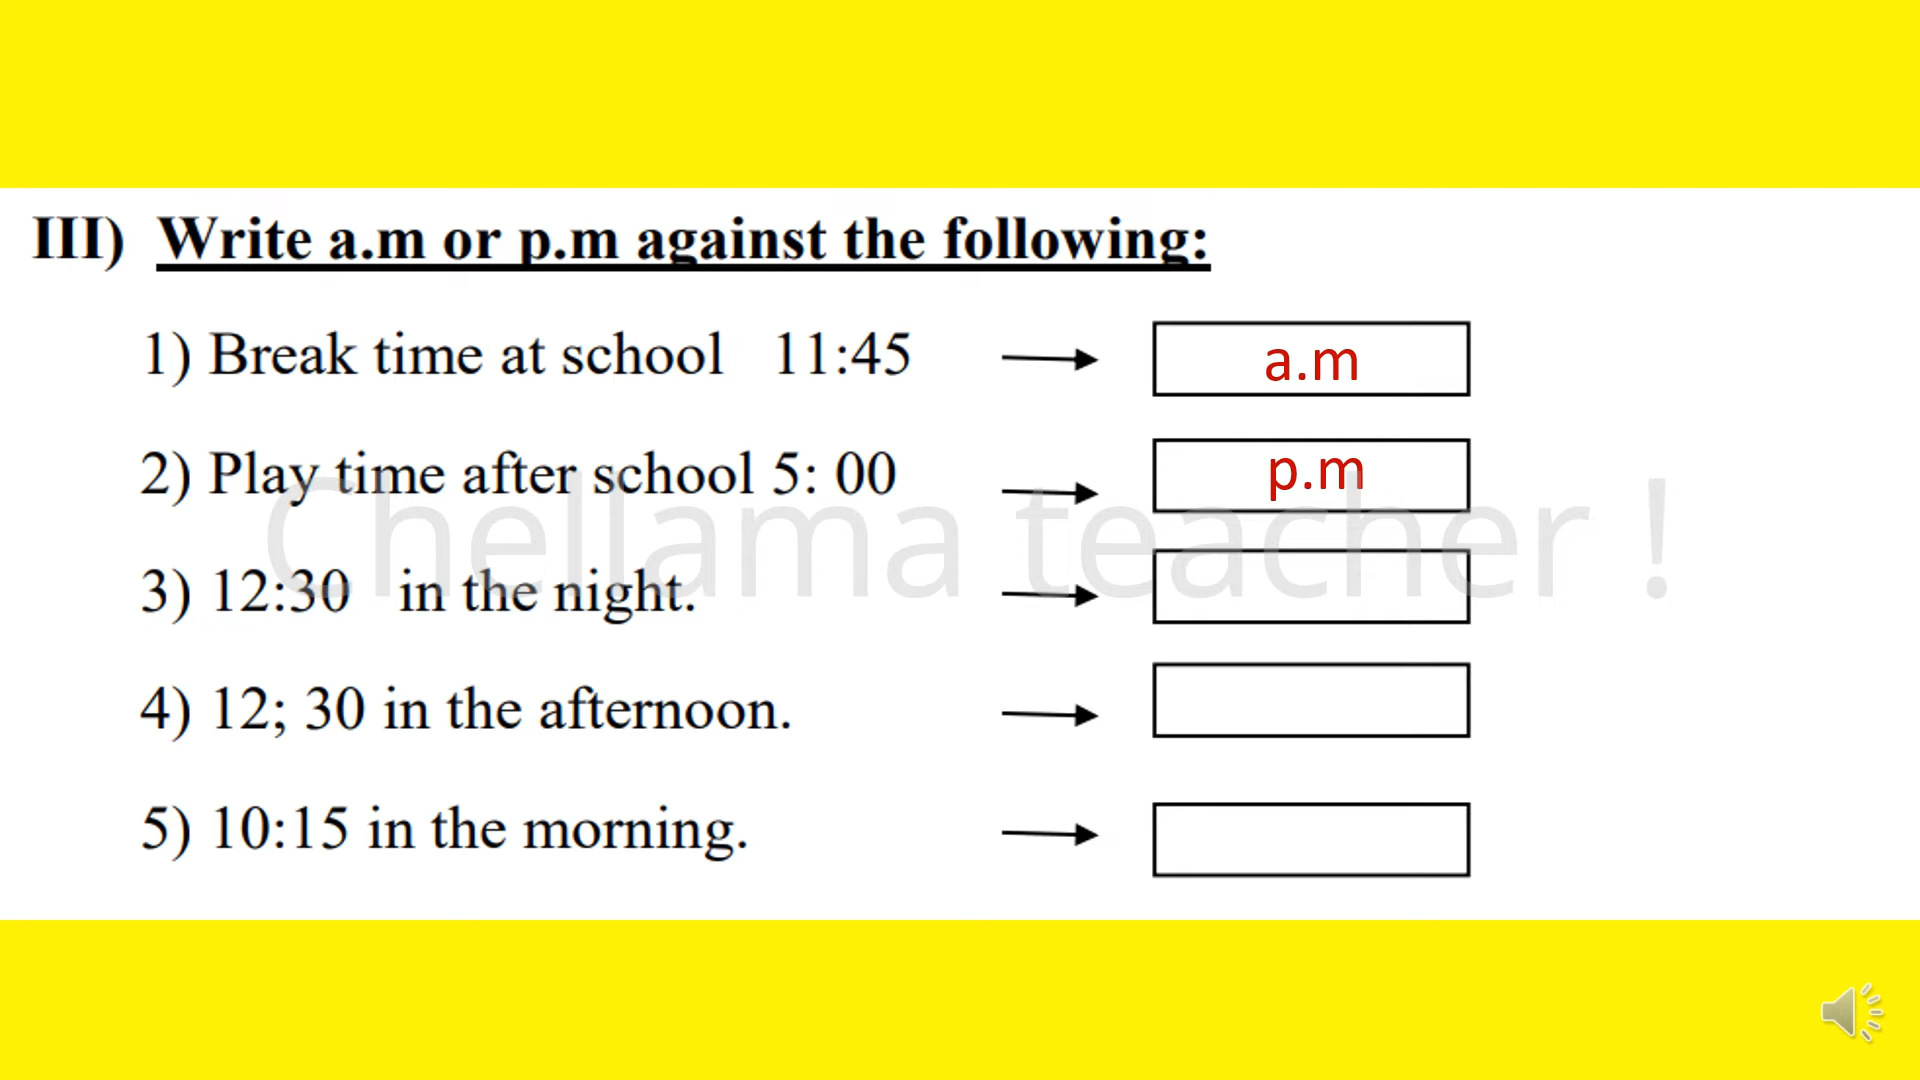 III) Write a.m or p.m against the following:
1) Break time at school 11:45 a.m
2) Play time after school 5: 00 p.m
Chellama teacher !
3) 12:30 in the night.
4) 12; 30 in the afternoon.
5) 10:15 in the morning.